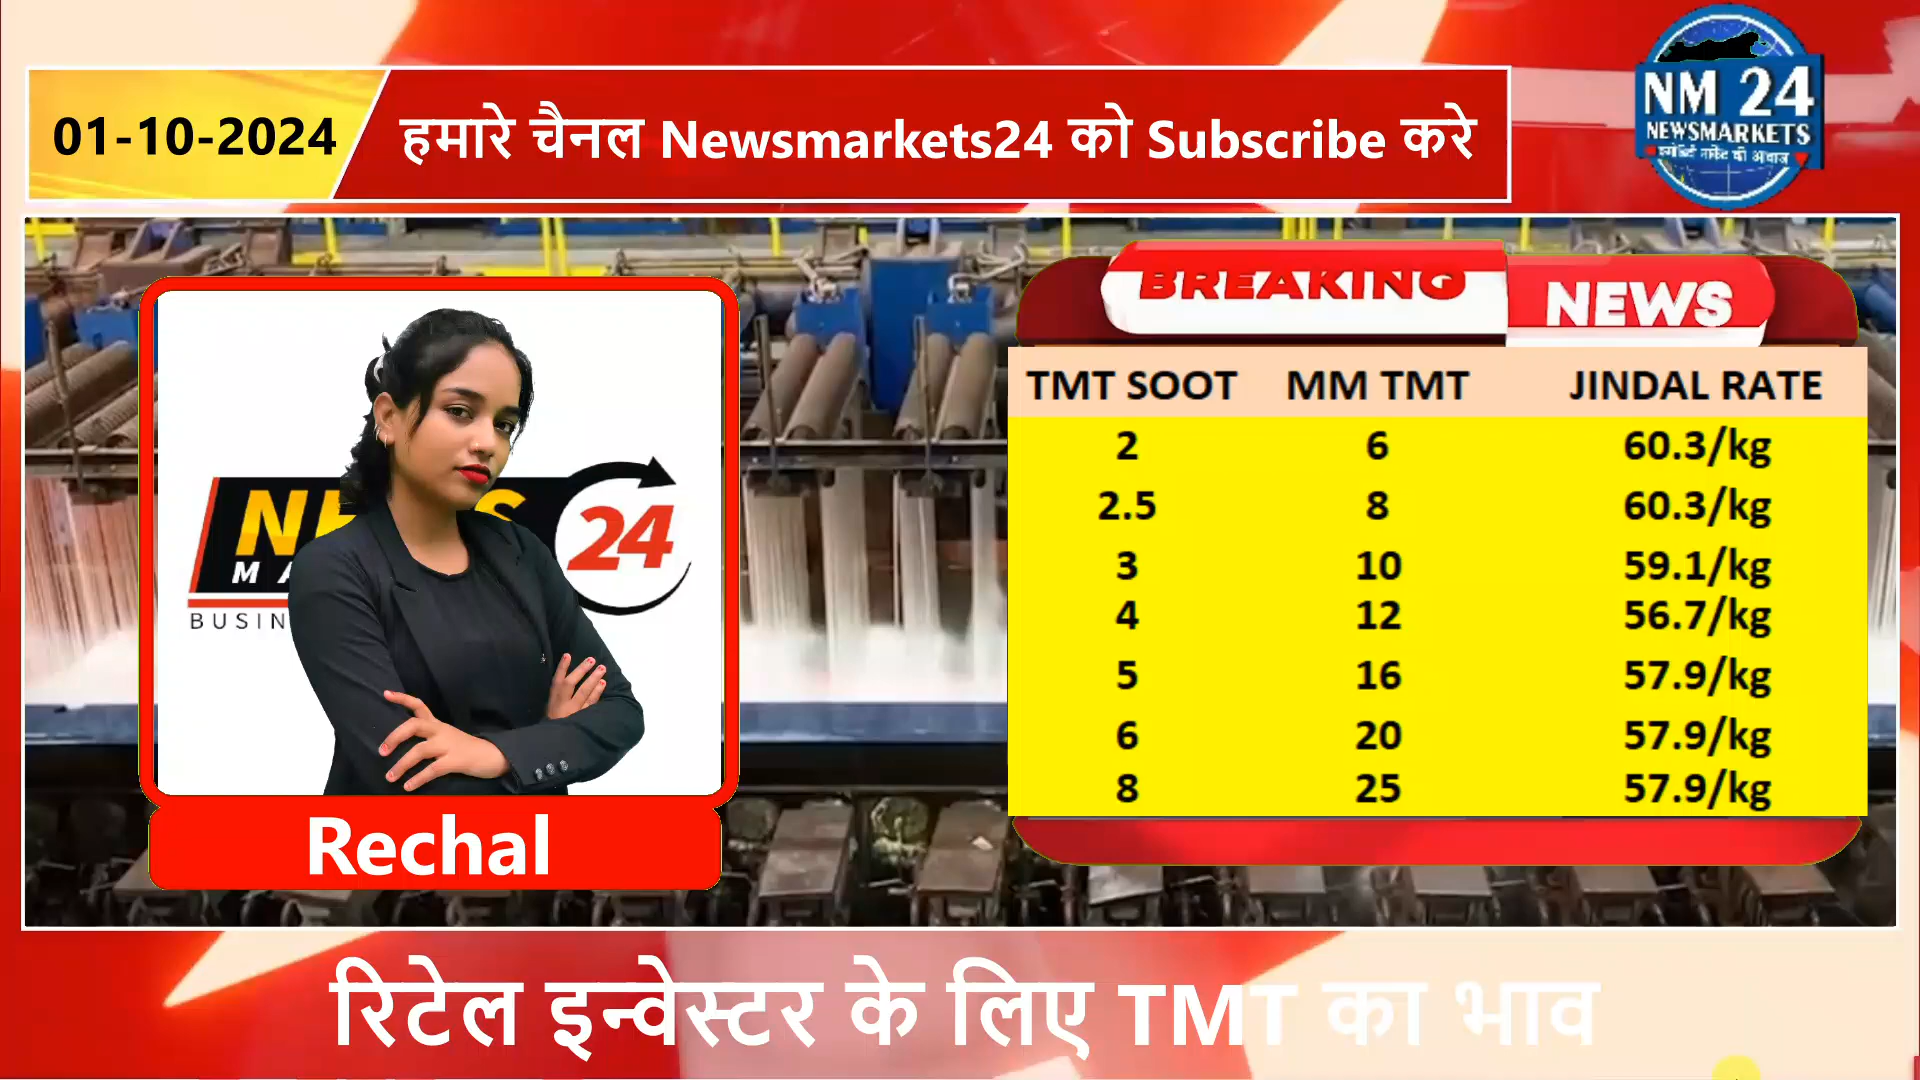 01-10-2024
हमारे चैनल Newsmarkets24 को Subscribe करे
NM 24
NEWSMARKETS
की आवाज
BREAKING
NEWS
TMT SOOT MM TMT JINDAL RATE
2 6 60.3/kg
2.5 8 60.3/kg
3 10 59.1/kg
4 12 56.7/kg
5 16 57.9/kg
6 20 57.9/kg
8 25 57.9/kg
24
Rechal
रिटेल इन्वेस्टर के लिए TMT का भाव